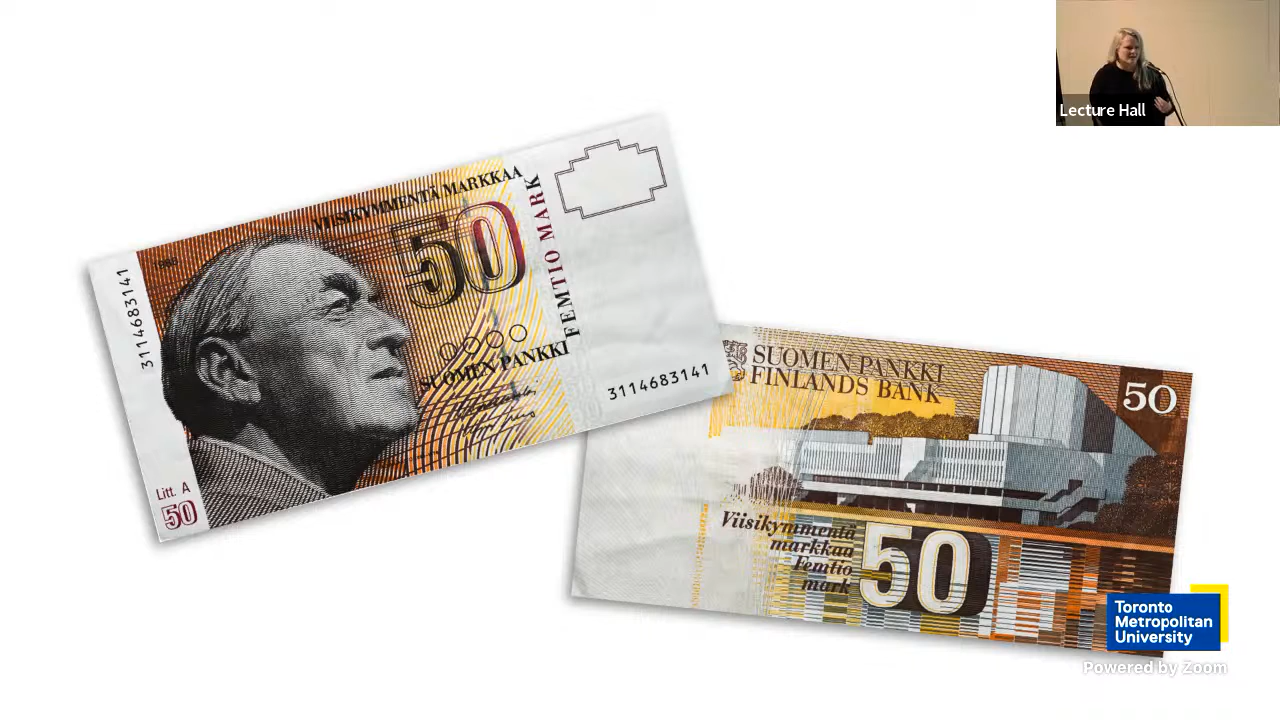 Lecture Hall
1986
VIISIKYMMENTÄ MARKKAA
50
FEMTIO MARK
3114683141
SUOMEN PANKKI
3114683141
Litt. A
50
SUOMEN PANKKI
FINLANDS BANK
50
Viisikymmentä
markkaa
Femtio
mark
50
Toronto
Metropolitan
University
Powered by Zoom